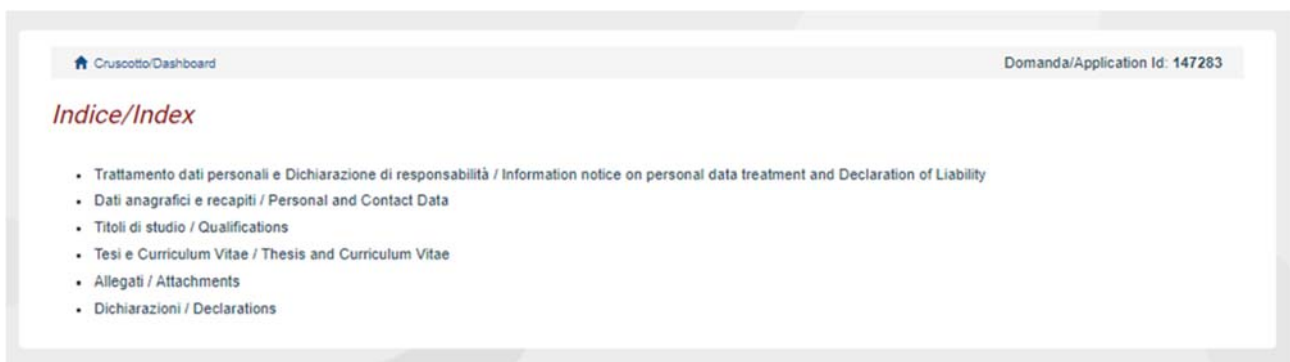 Cruscotto/Dashboard Domanda/Application Id: 147283
Indice/Index
• Trattamento dati personali e Dichiarazione di responsabilità / Information notice on personal data treatment and Declaration of Liability
• Dati anagrafici e recapiti / Personal and Contact Data
• Titoli di studio / Qualifications
• Tesi e Curriculum Vitae / Thesis and Curriculum Vitae
• Allegati / Attachments
• Dichiarazioni / Declarations